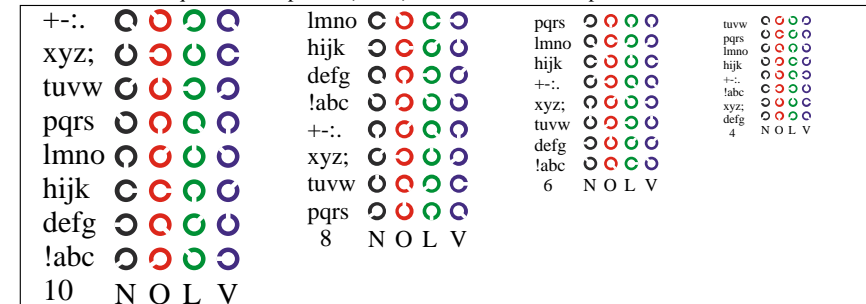 +-:.
xyz;
tuvw
pqrs
lmno
hijk
defg
!abc
10 N O L V
lmno
hijk
defg
!abc
+-:.
xyz;
tuvw
pqrs
8 N O L V
pqrs
lmno
hijk
+-:.
xyz;
tuvw
defg
!abc
6 N O L V
tuvw
pqrs
lmno
hijk
+-:.
!abc
xyz;
defg
4 N O L V